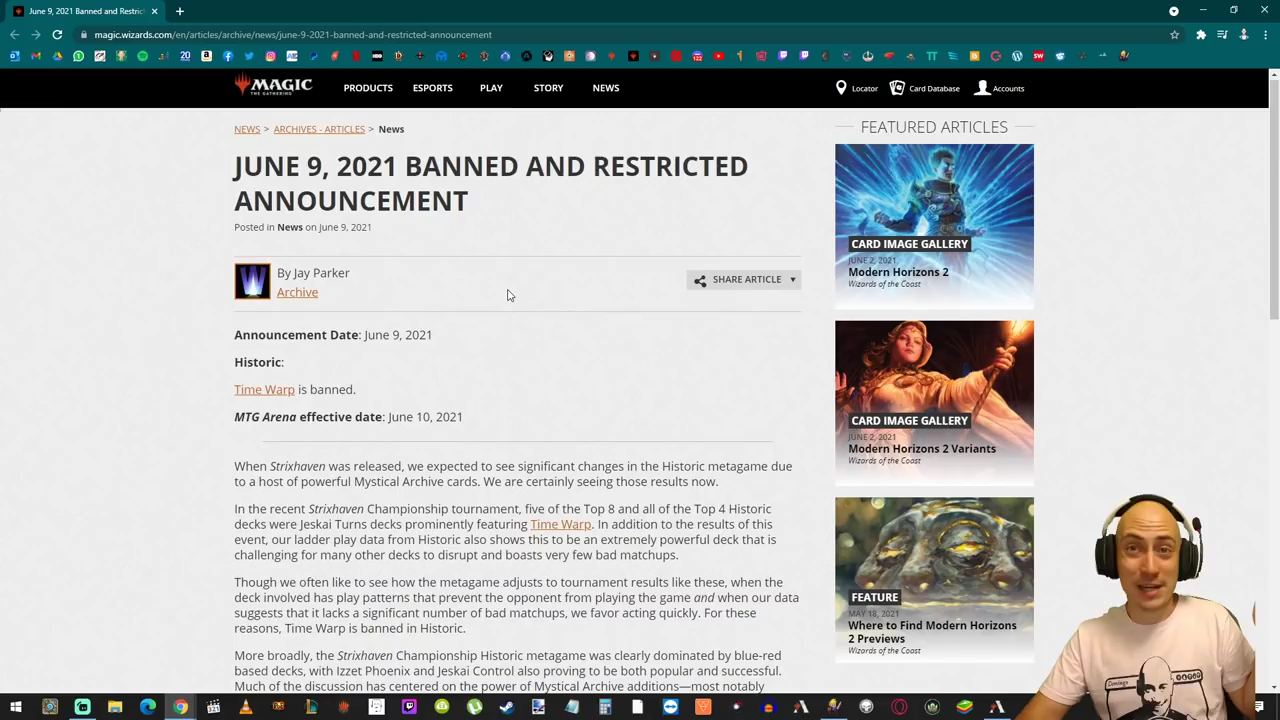 June 9, 2021 Banned and Restric
magic.wizards.com/en/articles/archive/news/june-9-2021-banned-and-restricted-announcement
MAGIC
THE GATHERING
PRODUCTS
ESPORTS
PLAY
STORY
NEWS
Locator
Card Database
Accounts
NEWS > ARCHIVES - ARTICLES > News
JUNE 9, 2021 BANNED AND RESTRICTED
ANNOUNCEMENT
Posted in News on June 9, 2021
By Jay Parker
Archive
SHARE ARTICLE
Announcement Date: June 9, 2021
Historic:
Time Warp is banned.
MTG Arena effective date: June 10, 2021
When Strixhaven was released, we expected to see significant changes in the Historic metagame due
to a host of powerful Mystical Archive cards. We are certainly seeing those results now.
In the recent Strixhaven Championship tournament, five of the Top 8 and all of the Top 4 Historic
decks were Jeskai Turns decks prominently featuring Time Warp. In addition to the results of this
event, our ladder play data from Historic also shows this to be an extremely powerful deck that is
challenging for many other decks to disrupt and boasts very few bad matchups.
Though we often like to see how the metagame adjusts to tournament results like these, when the
deck involved has play patterns that prevent the opponent from playing the game and when our data
suggests that it lacks a significant number of bad matchups, we favor acting quickly. For these
reasons, Time Warp is banned in Historic.
More broadly, the Strixhaven Championship Historic metagame was clearly dominated by blue-red
based decks, with Izzet Phoenix and Jeskai Control also proving to be both popular and successful.
Much of the discussion has centered on the power of Mystical Archive additions—most notably
FEATURED ARTICLES
CARD IMAGE GALLERY
JUNE 2, 2021
Modern Horizons 2
Wizards of the Coast
CARD IMAGE GALLERY
JUNE 2, 2021
Modern Horizons 2 Variants
Wizards of the Coast
FEATURE
MAY 18, 2021
Where to Find Modern Horizons
2 Previews
Wizards of the Coast